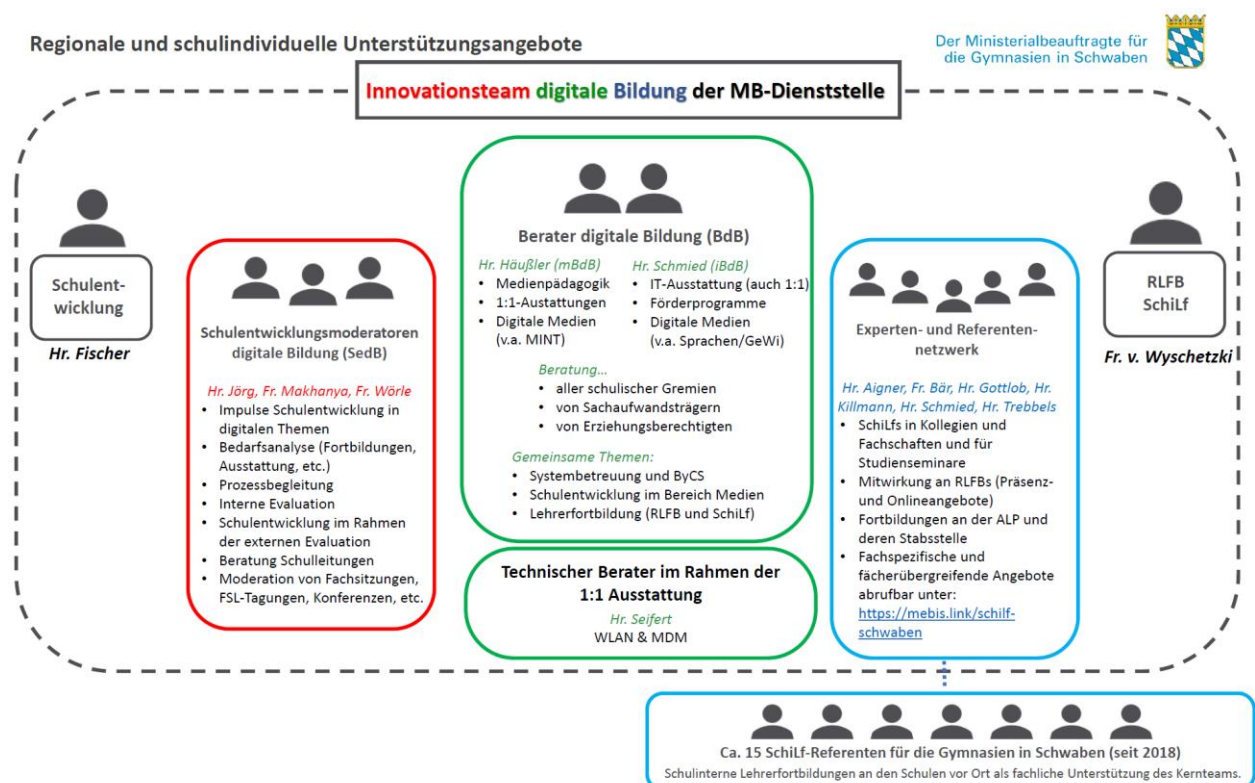 Regionale und schulindividuelle Unterstützungsangebote
Der Ministerialbeauftragte für
die Gymnasien in Schwaben
Innovationsteam digitale Bildung der MB-Dienststelle
Schulent-
wicklung
Hr. Fischer
Schulentwicklungsmoderatoren
digitale Bildung (SedB)
Hr. Jörg, Fr. Makhanya, Fr. Wörle
• Impulse Schulentwicklung in
digitalen Themen
• Bedarfsanalyse (Fortbildungen,
Ausstattung, etc.)
• Prozessbegleitung
• Interne Evaluation
• Schulentwicklung im Rahmen
der externen Evaluation
• Beratung Schulleitungen
• Moderation von Fachsitzungen,
FSL-Tagungen, Konferenzen, etc.
Berater digitale Bildung (BdB)
Hr. Häußler (mBdB)
• Medienpädagogik
• 1:1-Austattungen
• Digitale Medien
(v.a. MINT)
Hr. Schmied (iBdB)
• IT-Ausstattung (auch 1:1)
• Förderprogramme
• Digitale Medien
(v.a. Sprachen/GeWi)
Beratung...
• aller schulischer Gremien
• von Sachaufwandsträgern
• von Erziehungsberechtigten
Gemeinsame Themen:
• Systembetreuung und ByCS
• Schulentwicklung im Bereich Medien
• Lehrerfortbildung (RLFB und SchiLf)
Technischer Berater im Rahmen der
1:1 Ausstattung
Hr. Seifert
WLAN & MDM
Experten- und Referenten-
netzwerk
Hr. Aigner, Fr. Bär, Hr. Gottlob, Hr.
Killmann, Hr. Schmied, Hr. Trebbels
• SchiLfs in Kollegien und
Fachschaften und für
Studienseminare
• Mitwirkung an RLFBs (Präsenz-
und Onlineangebote)
• Fortbildungen an der ALP und
deren Stabsstelle
• Fachspezifische und
fächerübergreifende Angebote
abrufbar unter:
https://mebis.link/schilf-
schwaben
RLFB
SchiLf
Fr. v. Wyschetzki
Ca. 15 SchiLf-Referenten für die Gymnasien in Schwaben (seit 2018)
Schulinterne Lehrerfortbildungen an den Schulen vor Ort als fachliche Unterstützung des Kernteams.